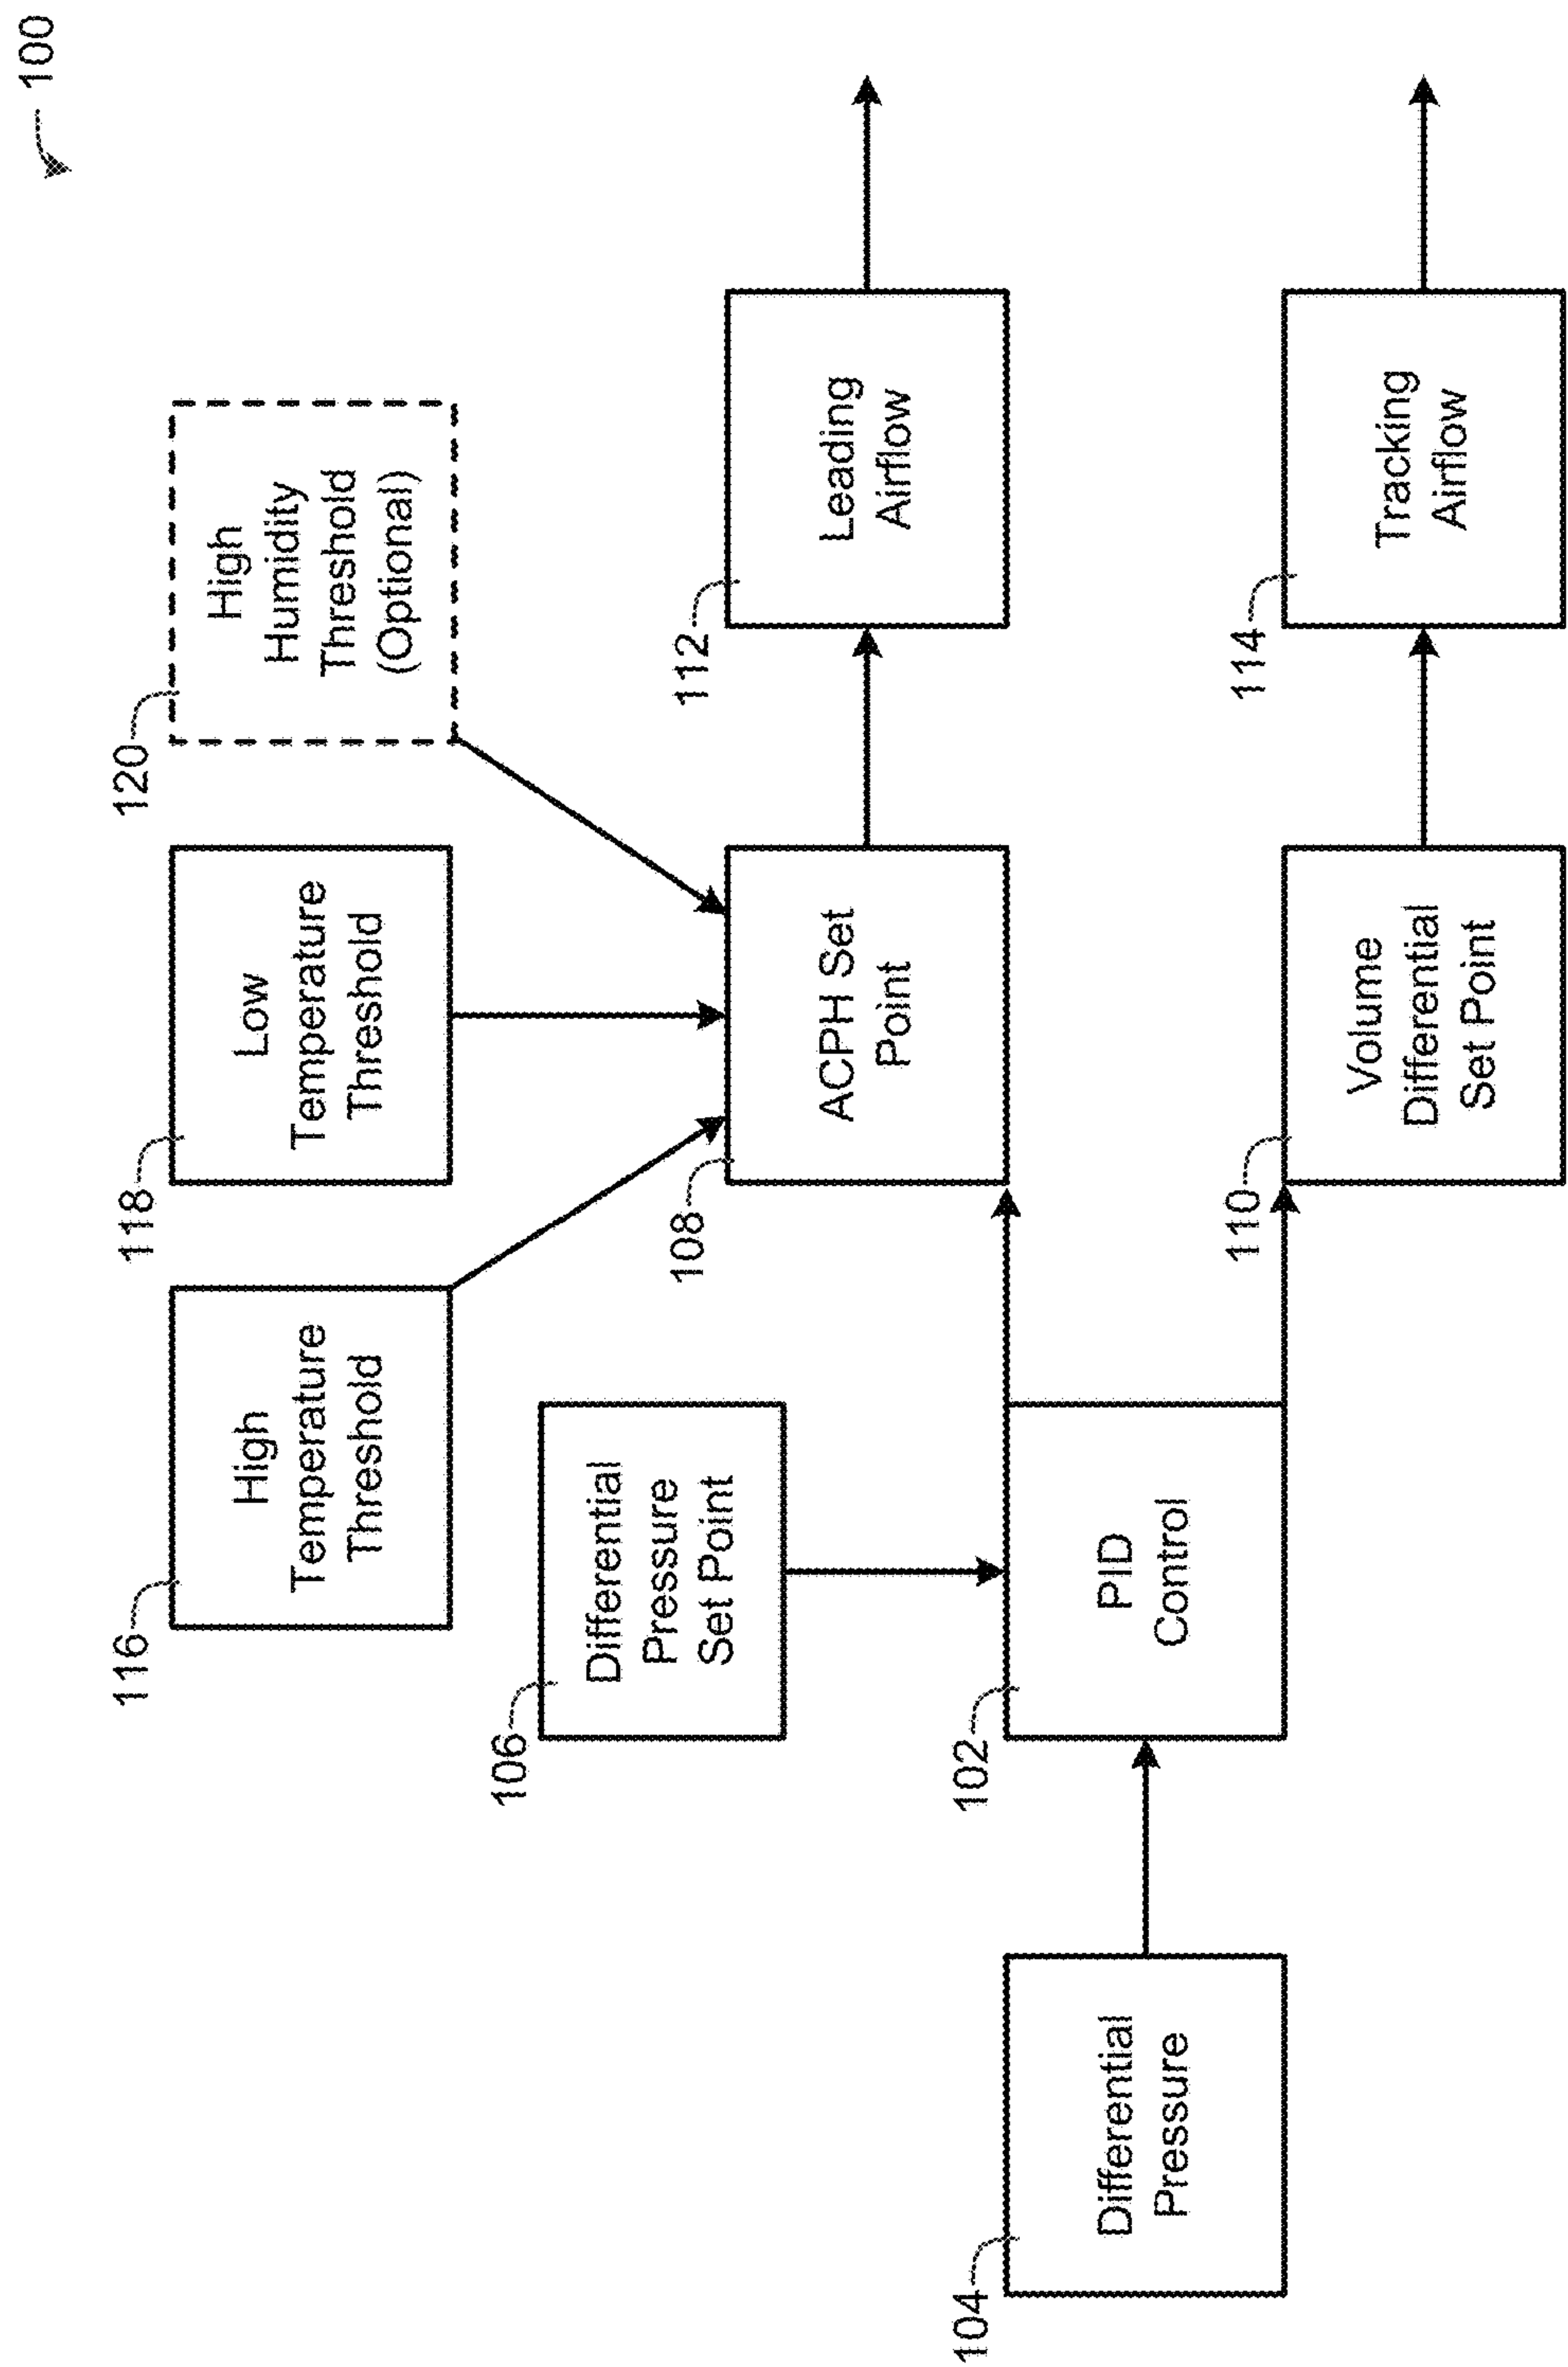 100
120
High
Humidity
Threshold
(Optional)
118
Low
Temperature
Threshold
116
High
Temperature
Threshold
106
Differential
Pressure
Set Point
108
ACPH Set
Point
112
Leading
Airflow
104
Differential
Pressure
102
PID
Control
110
Volume
Differential
Set Point
114
Tracking
Airflow